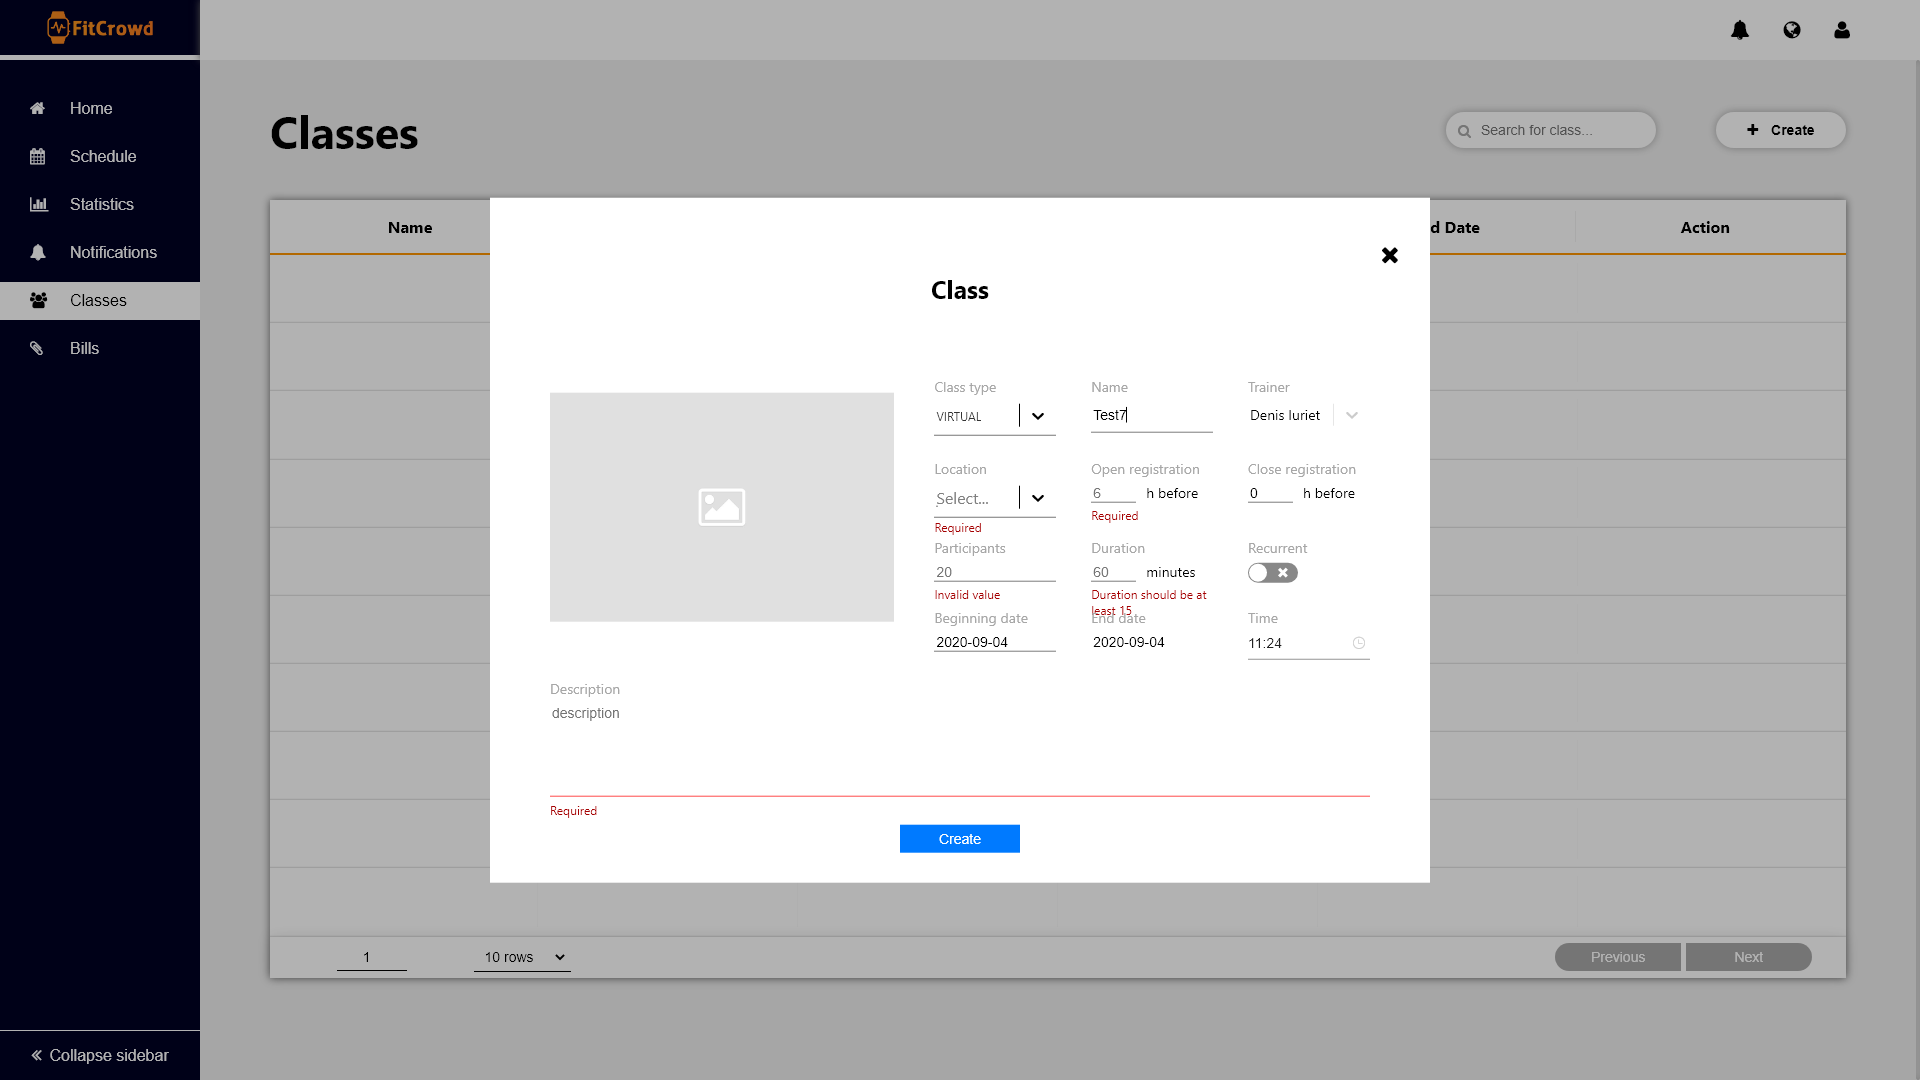 FitCrowd
Home
Schedule
Statistics
Notifications
Classes
Bills
Collapse sidebar
Classes
Search for class...
Create
Name
d Date
Action
Class
Class type
Name
Trainer
VIRTUAL
Test7
Denis Iuriet
Location
Open registration
Close registration
Select...
6 h before
0 h before
Required
Required
Participants
Duration
Recurrent
20
60 minutes
Invalid value
Duration should be at
least 15
Beginning date
End date
Time
2020-09-04
2020-09-04
11:24
Description
description
Required
Create
1
10 rows
Previous
Next